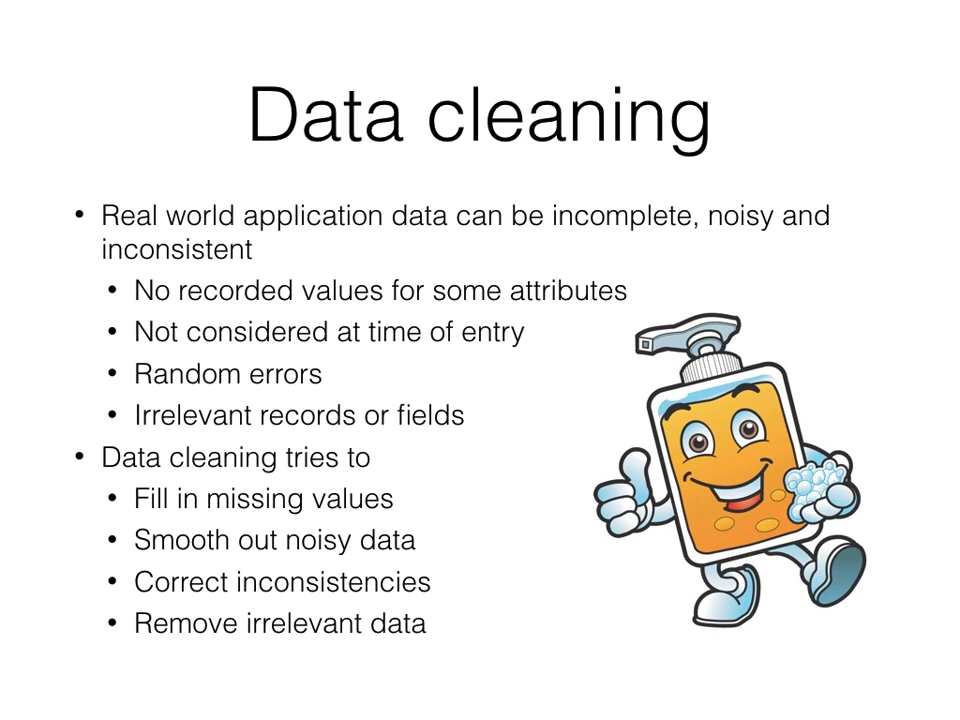 Data cleaning
• Real world application data can be incomplete, noisy and
inconsistent
• No recorded values for some attributes
• Not considered at time of entry
• Random errors
• Irrelevant records or fields
• Data cleaning tries to
• Fill in missing values
• Smooth out noisy data
• Correct inconsistencies
• Remove irrelevant data